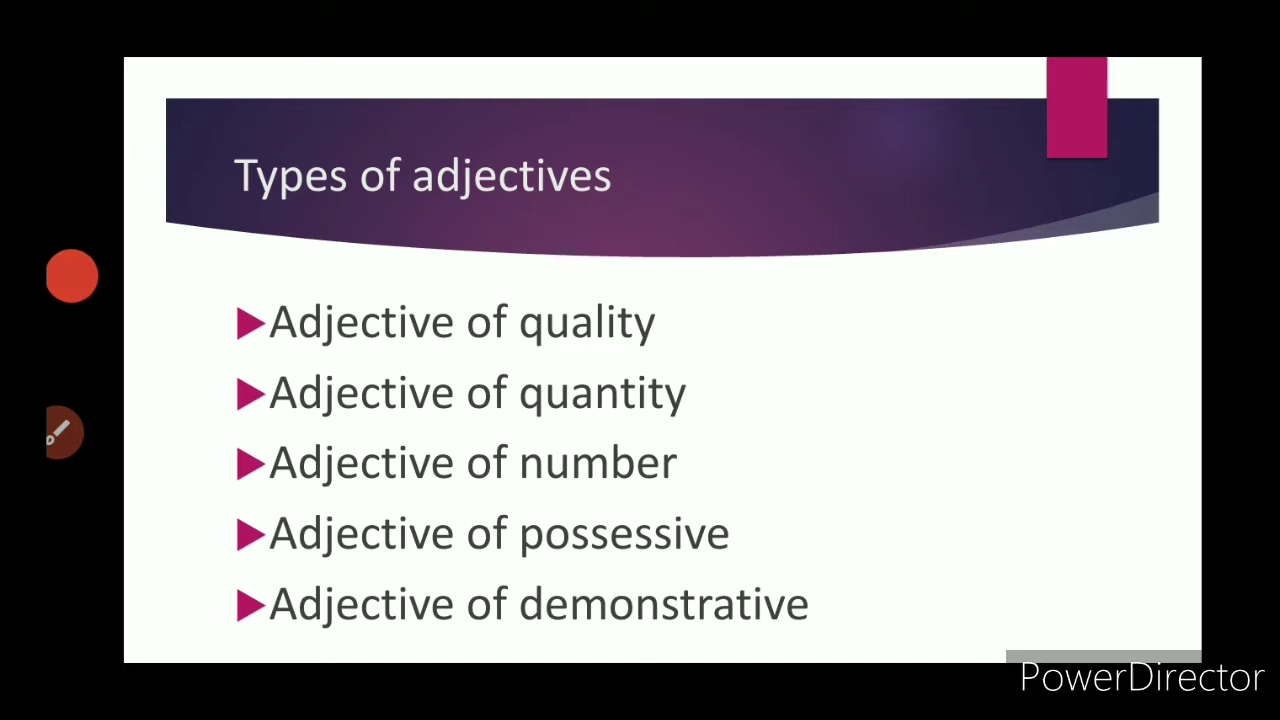 Types of adjectives
Adjective of quality
Adjective of quantity
Adjective of number
Adjective of possessive
Adjective of demonstrative
PowerDirector